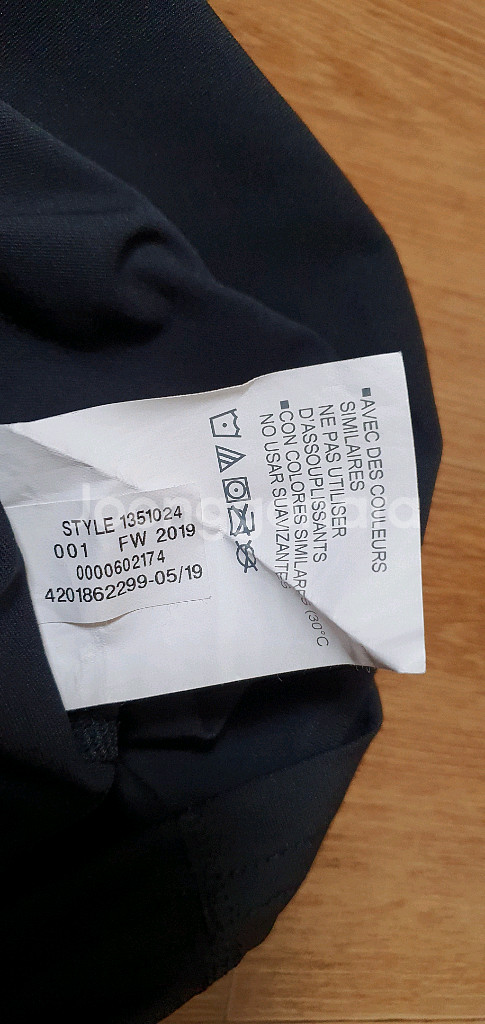 STYLE 1351024
001 FW 2019
0000602174
4201862299-05/19
■AVEC DES COULEURS
SIMILAIRES
NE PAS UTILISER
D'ASSOUPLISSANTS
■CON COLORES SIMILARES (30°C
NO USAR SUAVIZANTES